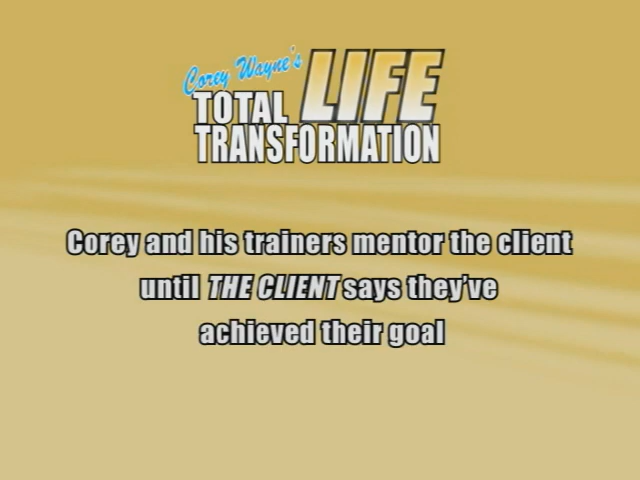 Corey Wayne's
TOTAL LIFE
TRANSFORMATION
Corey and his trainers mentor the client
until THE CLIENT says they've
achieved their goal